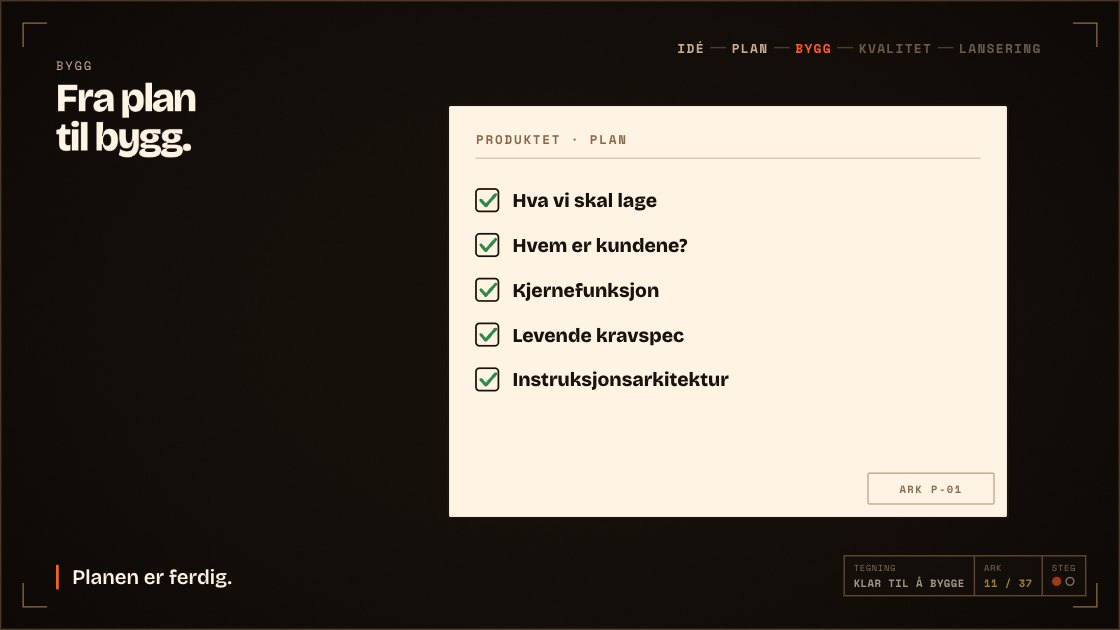 IDÉ — PLAN — BYGG — KVALITET — LANSERING
BYGG
Fra plan
til bygg.
PRODUKTET · PLAN
Hva vi skal lage
Hvem er kundene?
Kjernefunksjon
Levende kravspec
Instruksjonsarkitektur
ARK P-01
Planen er ferdig.
TEGNING
KLAR TIL Å BYGGE
ARK
11 / 37
STEG